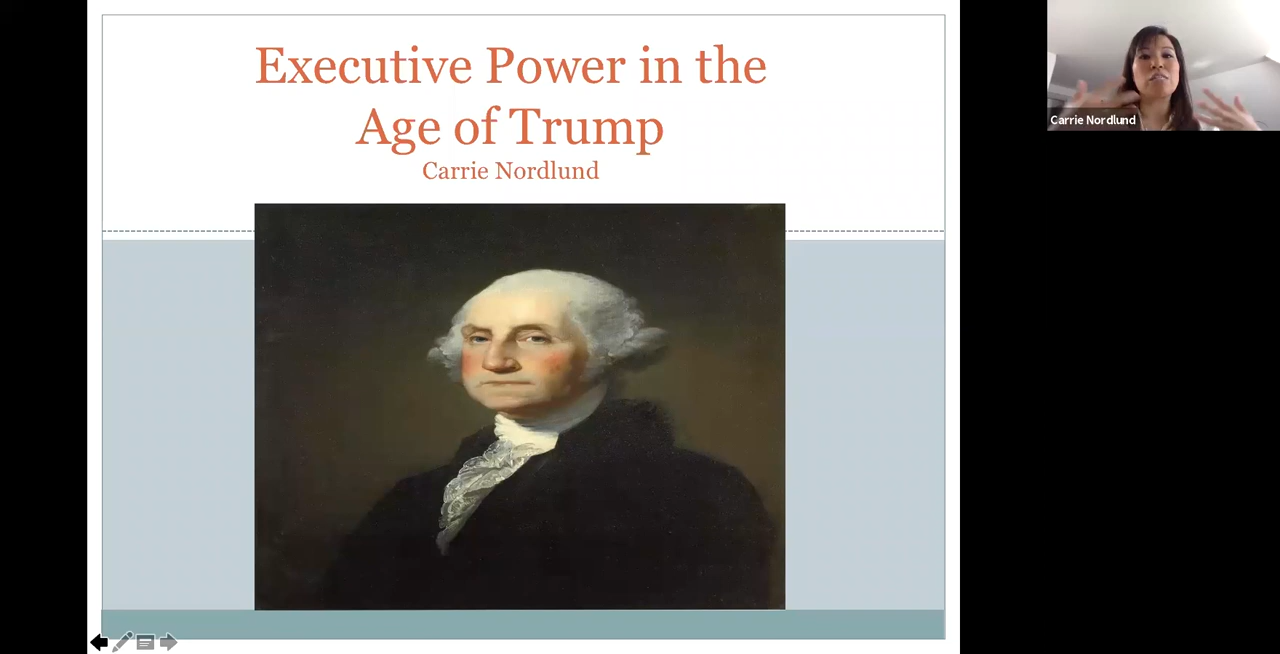 Executive Power in the
Age of Trump
Carrie Nordlund
Carrie Nordlund